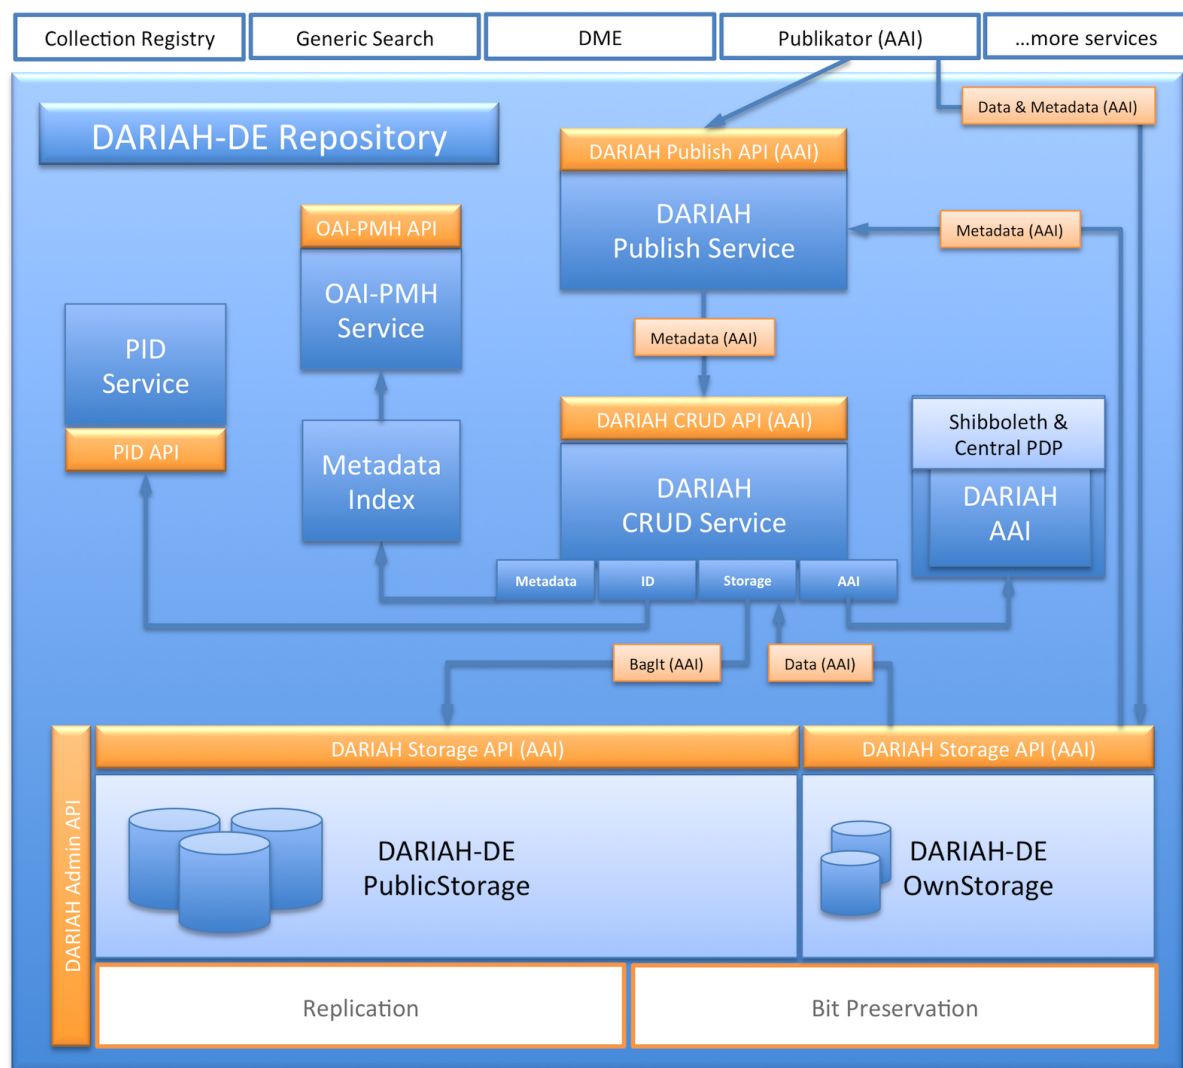 Collection Registry
Generic Search
DME
Publikator (AAI)
...more services
Data & Metadata (AAI)
DARIAH-DE Repository
DARIAH Publish API (AAI)
DARIAH
Publish Service
Metadata (AAI)
OAI-PMH API
OAI-PMH
Service
PID
Service
PID API
Metadata (AAI)
DARIAH CRUD API (AAI)
DARIAH
CRUD Service
Metadata
Index
Shibboleth &
Central PDP
DARIAH
AAI
Metadata
ID
Storage
AAI
BagIt (AAI)
Data (AAI)
DARIAH Storage API (AAI)
DARIAH Storage API (AAI)
DARIAH Admin API
DARIAH-DE
PublicStorage
DARIAH-DE
OwnStorage
Replication
Bit Preservation